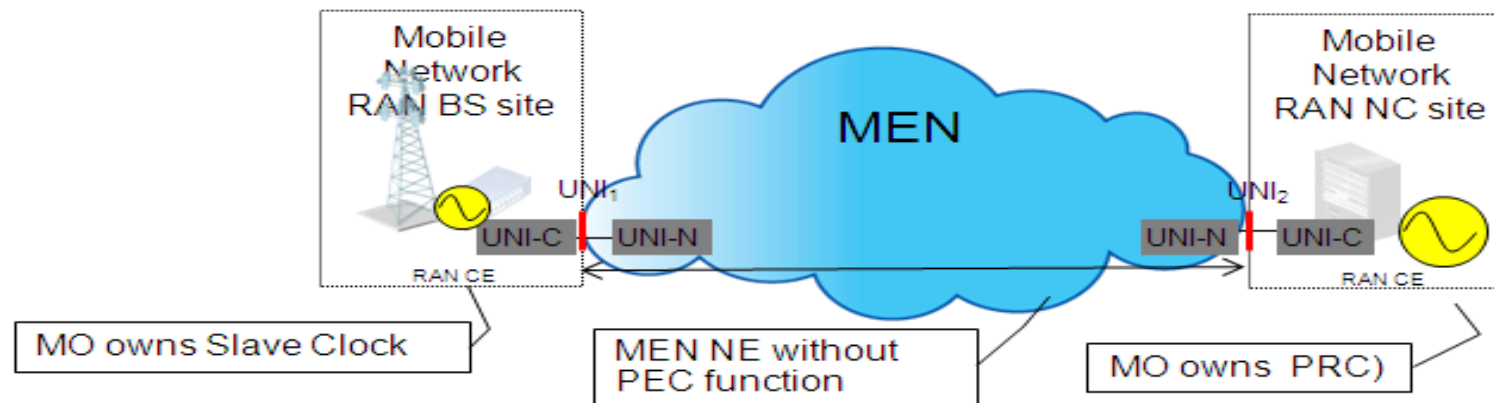 Mobile
Network
RAN BS site
MEN
Mobile
Network
RAN NC site
UNI₁
UNI₂
UNI-C
UNI-N
UNI-N
UNI-C
RAN CE
RAN CE
MO owns Slave Clock
MEN NE without
PEC function
MO owns PRC)